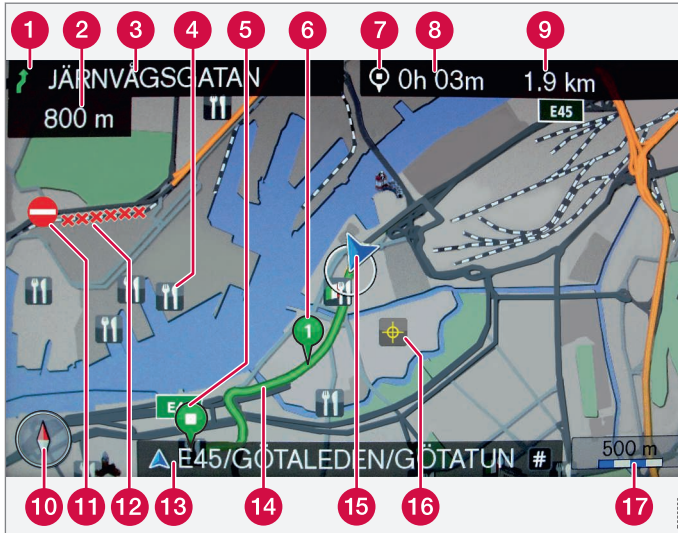 1 2 3 4 5 6 7 8 9
JÄRNVÅGSGATAN
800 m
0h 03m 1.9 km
E45
1
E
E45/GÖTALEDEN/GÖTATUN #
500 m
10 11 12 13 14 15 16 17